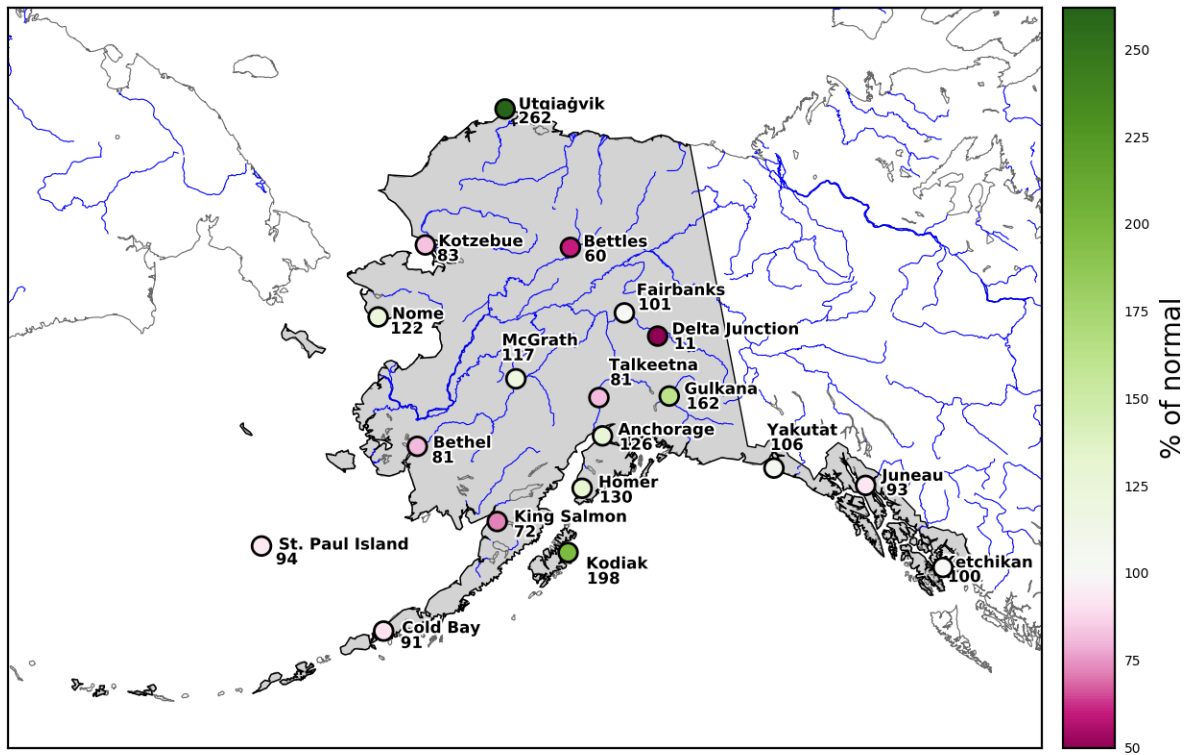 Utqiaġvik
262
Kotzebue
83
Bettles
60
Nome
122
Fairbanks
101
McGrath
117
Delta Junction
11
Talkeetna
81
Gulkana
162
Bethel
81
Anchorage
126
Yakutat
106
Homer
130
Juneau
93
King Salmon
72
St. Paul Island
94
Kodiak
198
Ketchikan
100
Cold Bay
91
250
225
200
175
150
125
100
75
50
% of normal